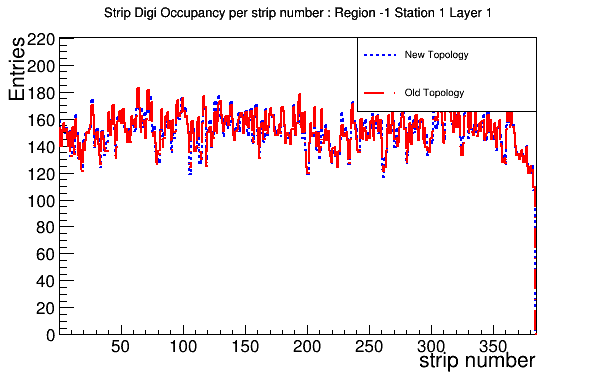 Strip Digi Occupancy per strip number : Region -1 Station 1 Layer 1
Entries
220
200
180
160
140
120
100
80
60
40
20
0
New Topology
Old Topology
50 100 150 200 250 300 350
strip number